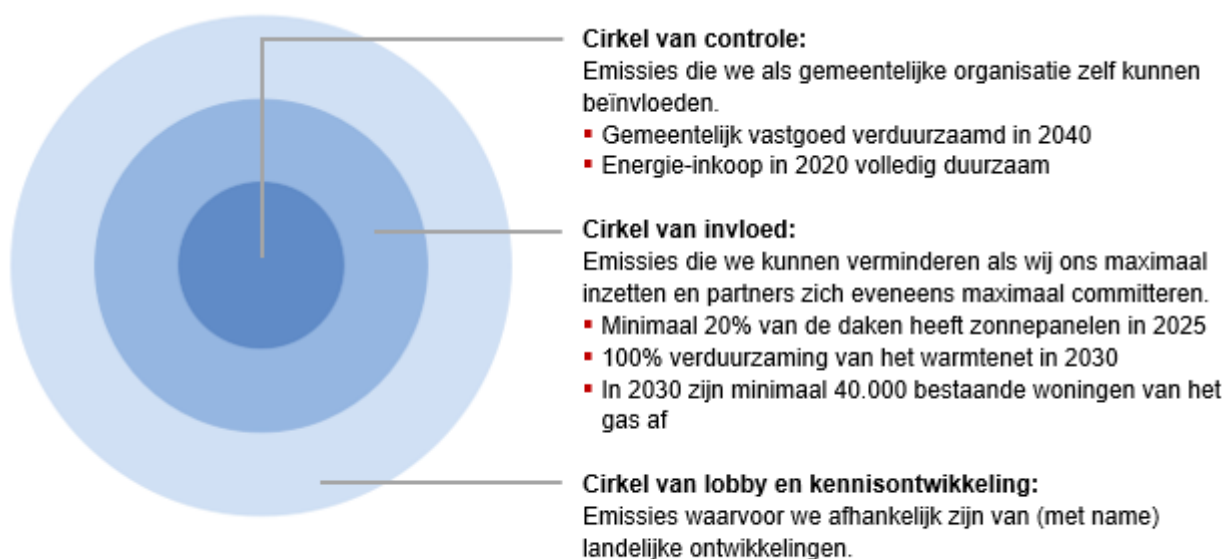 Cirkel van controle:
Emissies die we als gemeentelijke organisatie zelf kunnen
beïnvloeden.
▪ Gemeentelijk vastgoed verduurzaamd in 2040
▪ Energie-inkoop in 2020 volledig duurzaam
Cirkel van invloed:
Emissies die we kunnen verminderen als wij ons maximaal
inzetten en partners zich eveneens maximaal committeren.
▪ Minimaal 20% van de daken heeft zonnepanelen in 2025
▪ 100% verduurzaming van het warmtenet in 2030
▪ In 2030 zijn minimaal 40.000 bestaande woningen van het
gas af
Cirkel van lobby en kennisontwikkeling:
Emissies waarvoor we afhankelijk zijn van (met name)
landelijke ontwikkelingen.